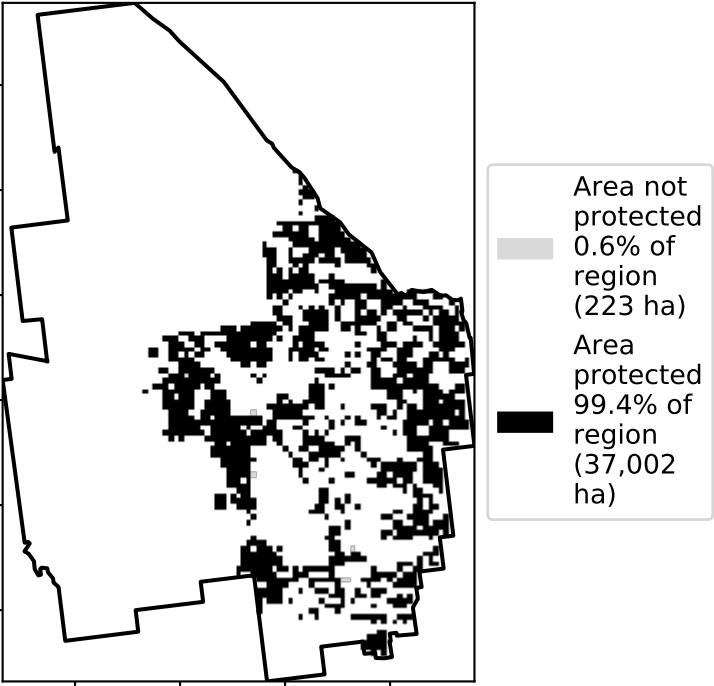 Area not
protected
0.6% of
region
(223 ha)
Area
protected
99.4% of
region
(37,002
ha)